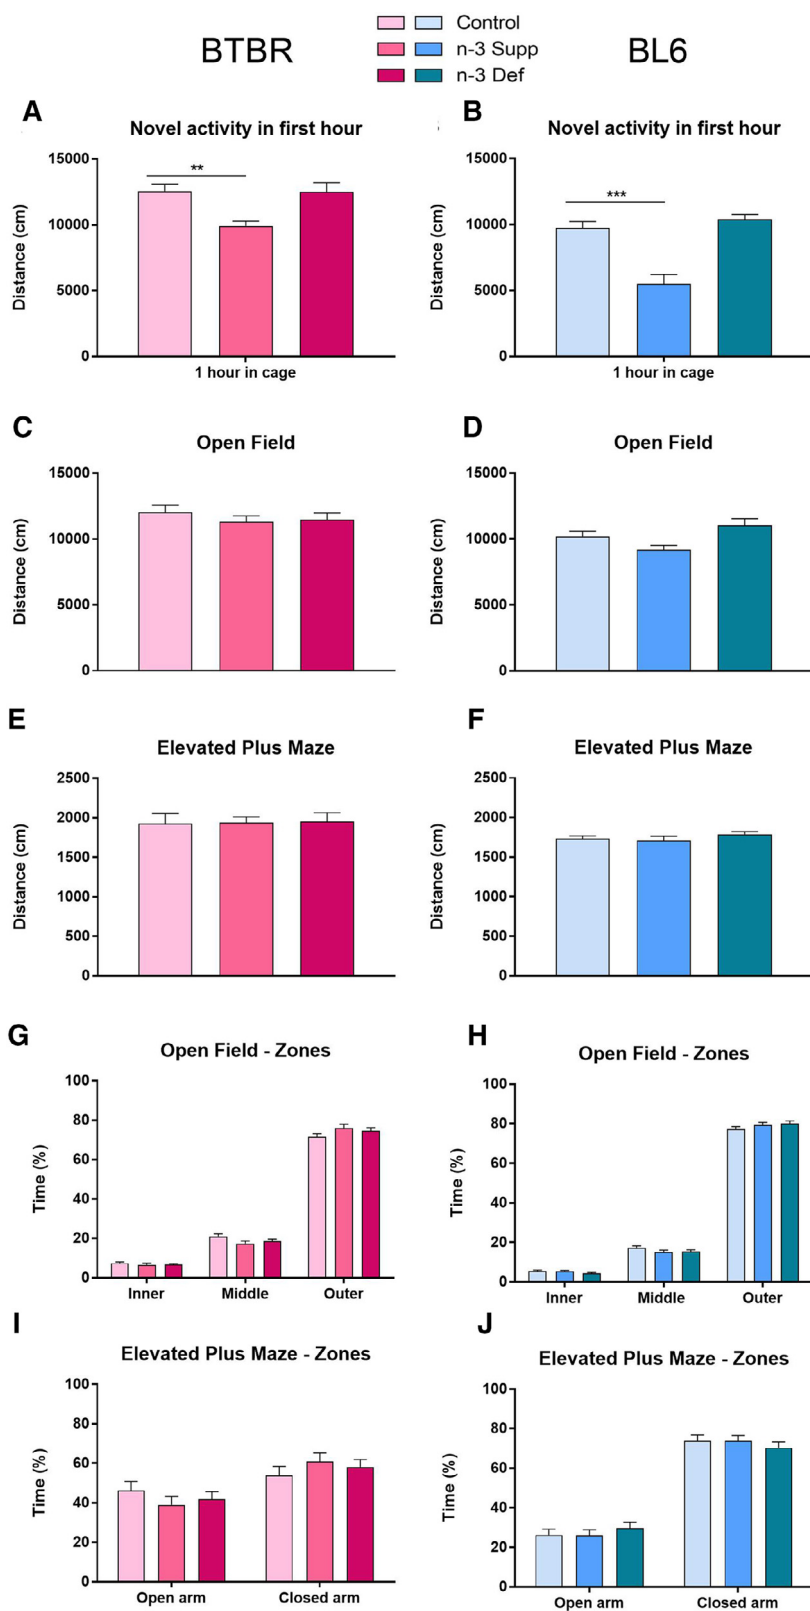 BTBR
Control
n-3 Supp
n-3 Def
BL6
A
Novel activity in first hour
15000
10000
5000
0
Distance (cm)
**
1 hour in cage
B
Novel activity in first hour
15000
10000
5000
0
Distance (cm)
***
1 hour in cage
C
Open Field
15000
10000
5000
0
Distance (cm)
D
Open Field
15000
10000
5000
0
Distance (cm)
E
Elevated Plus Maze
2500
2000
1500
1000
500
0
Distance (cm)
F
Elevated Plus Maze
2500
2000
1500
1000
500
0
Distance (cm)
G
Open Field - Zones
100
80
60
40
20
0
Time (%)
Inner Middle Outer
H
Open Field - Zones
100
80
60
40
20
0
Time (%)
Inner Middle Outer
I
Elevated Plus Maze - Zones
100
80
60
40
20
0
Time (%)
Open arm Closed arm
J
Elevated Plus Maze - Zones
100
80
60
40
20
0
Time (%)
Open arm Closed arm